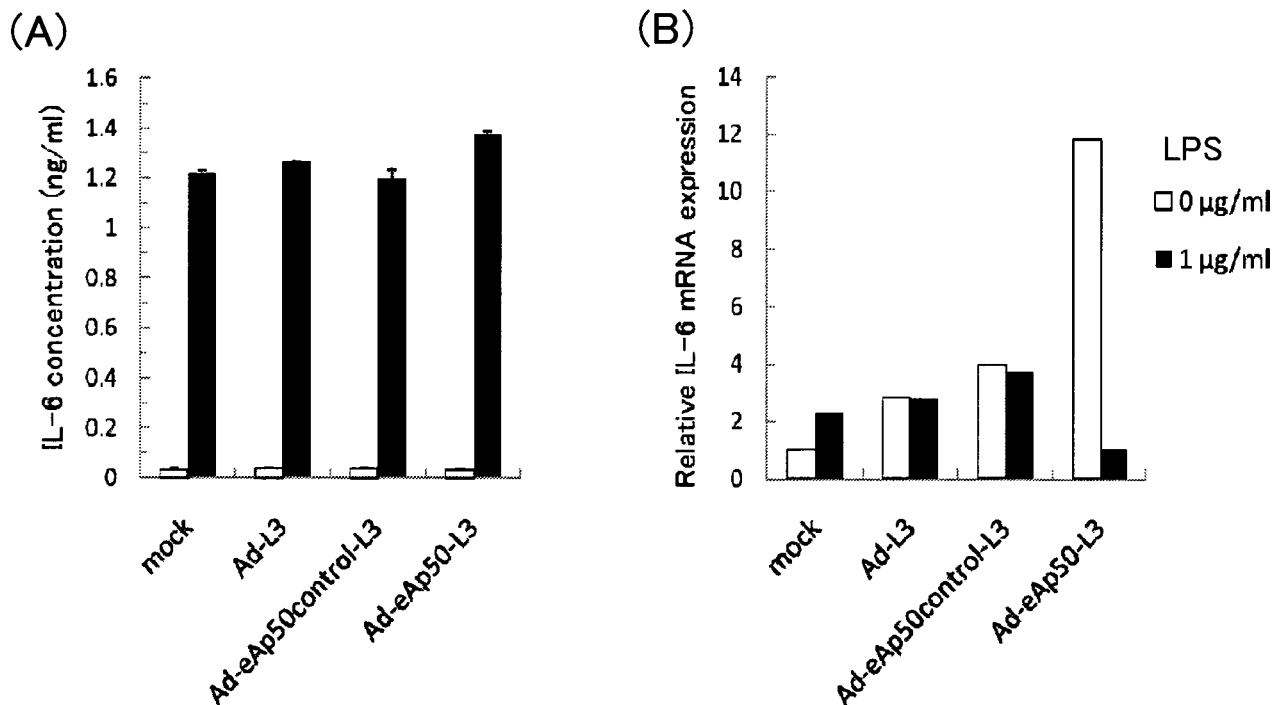 (A)
IL-6 concentration (ng/ml)
1.6
1.4
1.2
1
0.8
0.6
0.4
0.2
0
mock
Ad-L3
Ad-eAp50control-L3
Ad-eAp50-L3
(B)
Relative IL-6 mRNA expression
14
12
10
8
6
4
2
0
mock
Ad-L3
Ad-eAp50control-L3
Ad-eAp50-L3
LPS
0 µg/ml
1 µg/ml